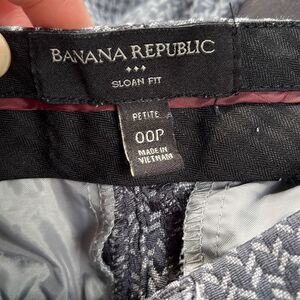 BANANA REPUBLIC
SLOAN FIT
PETITE
00P
MADE IN
VIETNAM